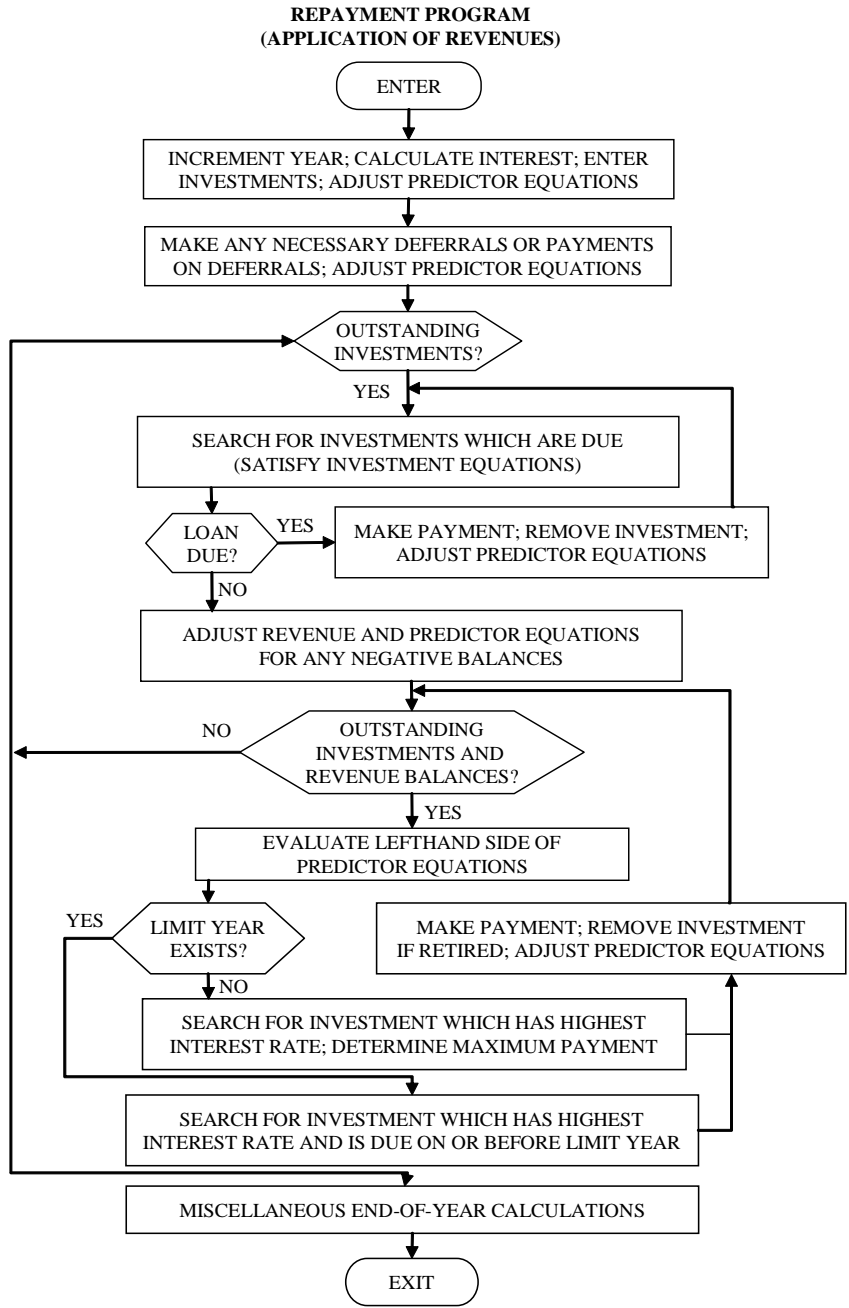 REPAYMENT PROGRAM
(APPLICATION OF REVENUES)
ENTER
INCREMENT YEAR; CALCULATE INTEREST; ENTER
INVESTMENTS; ADJUST PREDICTOR EQUATIONS
MAKE ANY NECESSARY DEFERRALS OR PAYMENTS
ON DEFERRALS; ADJUST PREDICTOR EQUATIONS
OUTSTANDING
INVESTMENTS?
YES
SEARCH FOR INVESTMENTS WHICH ARE DUE
(SATISFY INVESTMENT EQUATIONS)
LOAN
DUE?
YES
MAKE PAYMENT; REMOVE INVESTMENT;
ADJUST PREDICTOR EQUATIONS
NO
ADJUST REVENUE AND PREDICTOR EQUATIONS
FOR ANY NEGATIVE BALANCES
OUTSTANDING
INVESTMENTS AND
REVENUE BALANCES?
NO
YES
EVALUATE LEFTHAND SIDE OF
PREDICTOR EQUATIONS
LIMIT YEAR
EXISTS?
YES
NO
MAKE PAYMENT; REMOVE INVESTMENT
IF RETIRED; ADJUST PREDICTOR EQUATIONS
SEARCH FOR INVESTMENT WHICH HAS HIGHEST
INTEREST RATE; DETERMINE MAXIMUM PAYMENT
SEARCH FOR INVESTMENT WHICH HAS HIGHEST
INTEREST RATE AND IS DUE ON OR BEFORE LIMIT YEAR
MISCELLANEOUS END-OF-YEAR CALCULATIONS
EXIT